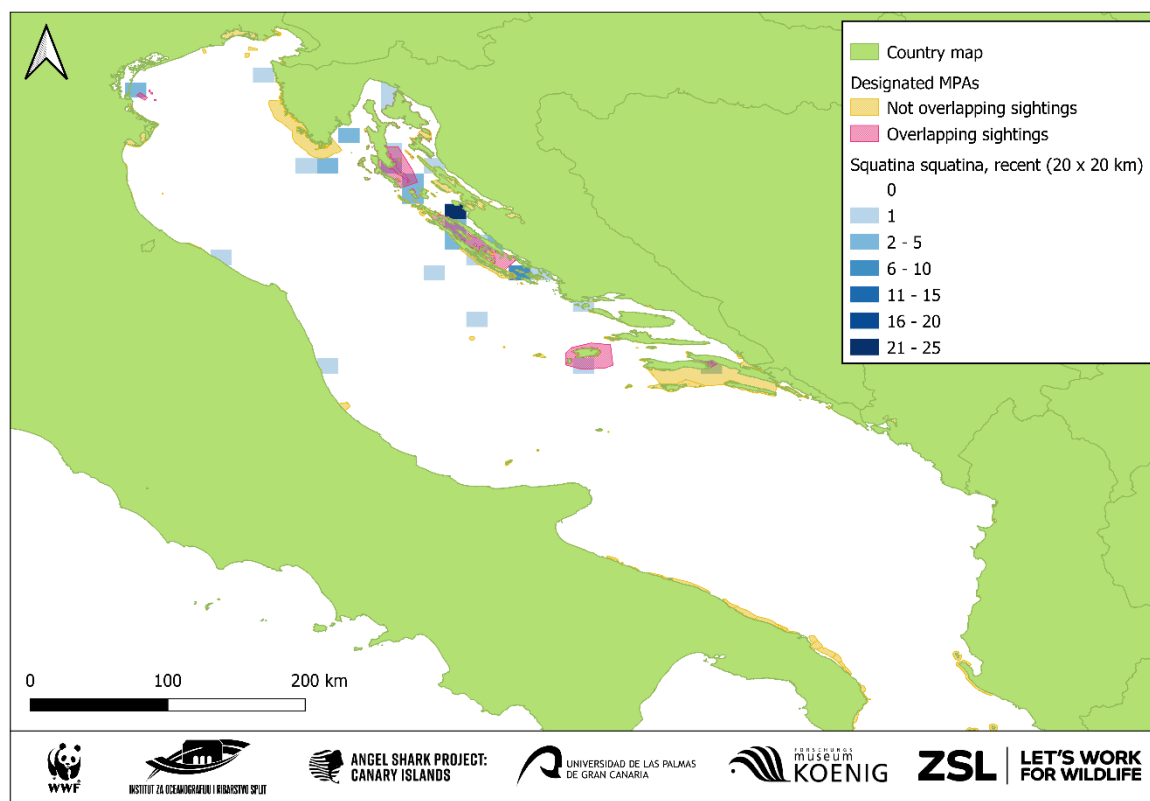 Country map
Designated MPAs
Not overlapping sightings
Overlapping sightings
Squatina squatina, recent (20 x 20 km)
0
1
2 - 5
6 - 10
11 - 15
16 - 20
21 - 25
0
100
200 km
WWF
INSTITUT ZA OCEANOGRAFIJU I RIBARSTVO SPLIT
ANGEL SHARK PROJECT:
CANARY ISLANDS
UNIVERSIDAD DE LAS PALMAS
DE GRAN CANARIA
FORSCHUNGS
museum
KOENIG
ZSL
LET'S WORK
FOR WILDLIFE